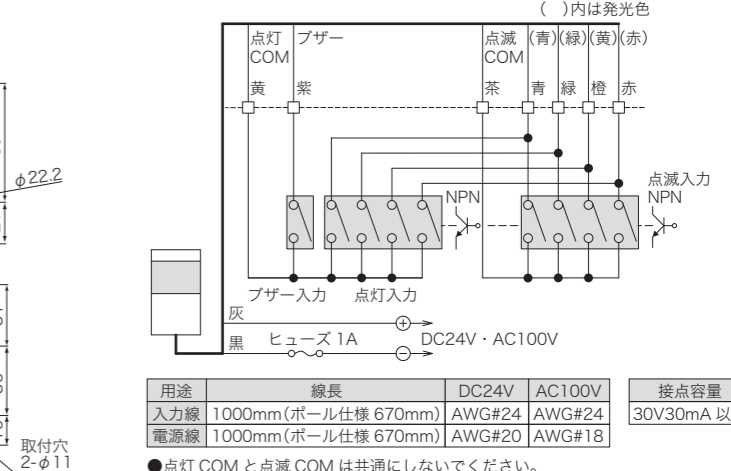 (　)内は発光色
点灯 ブザー 点滅 (青)(緑)(黄)(赤)
COM COM
黄 紫 茶 青 緑 橙 赤
φ22.2
点滅入力
NPN NPN
ブザー入力 点灯入力
灰
黒 ヒューズ 1A DC24V・AC100V
用途 線長 DC24V AC100V 接点容量
入力線 1000mm(ポール仕様 670mm) AWG#24 AWG#24 30V30mA 以
電源線 1000mm(ポール仕様 670mm) AWG#20 AWG#18
取付穴
2-φ11
●点灯 COM と点滅 COM は共通にしないでください。